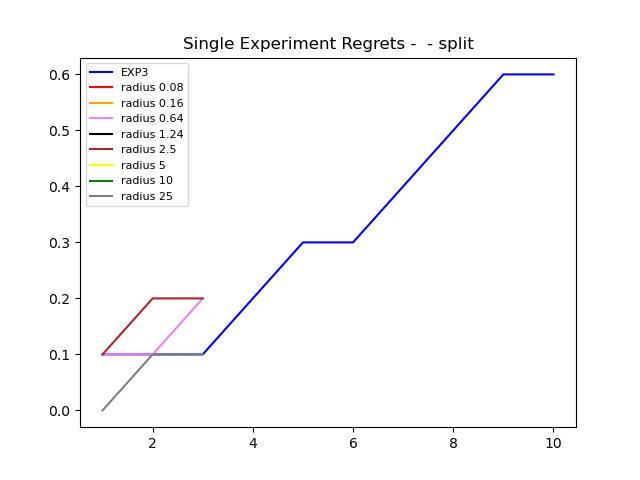 Single Experiment Regrets -  - split
EXP3
radius 0.08
radius 0.16
radius 0.64
radius 1.24
radius 2.5
radius 5
radius 10
radius 25
0.6
0.5
0.4
0.3
0.2
0.1
0.0
2 4 6 8 10